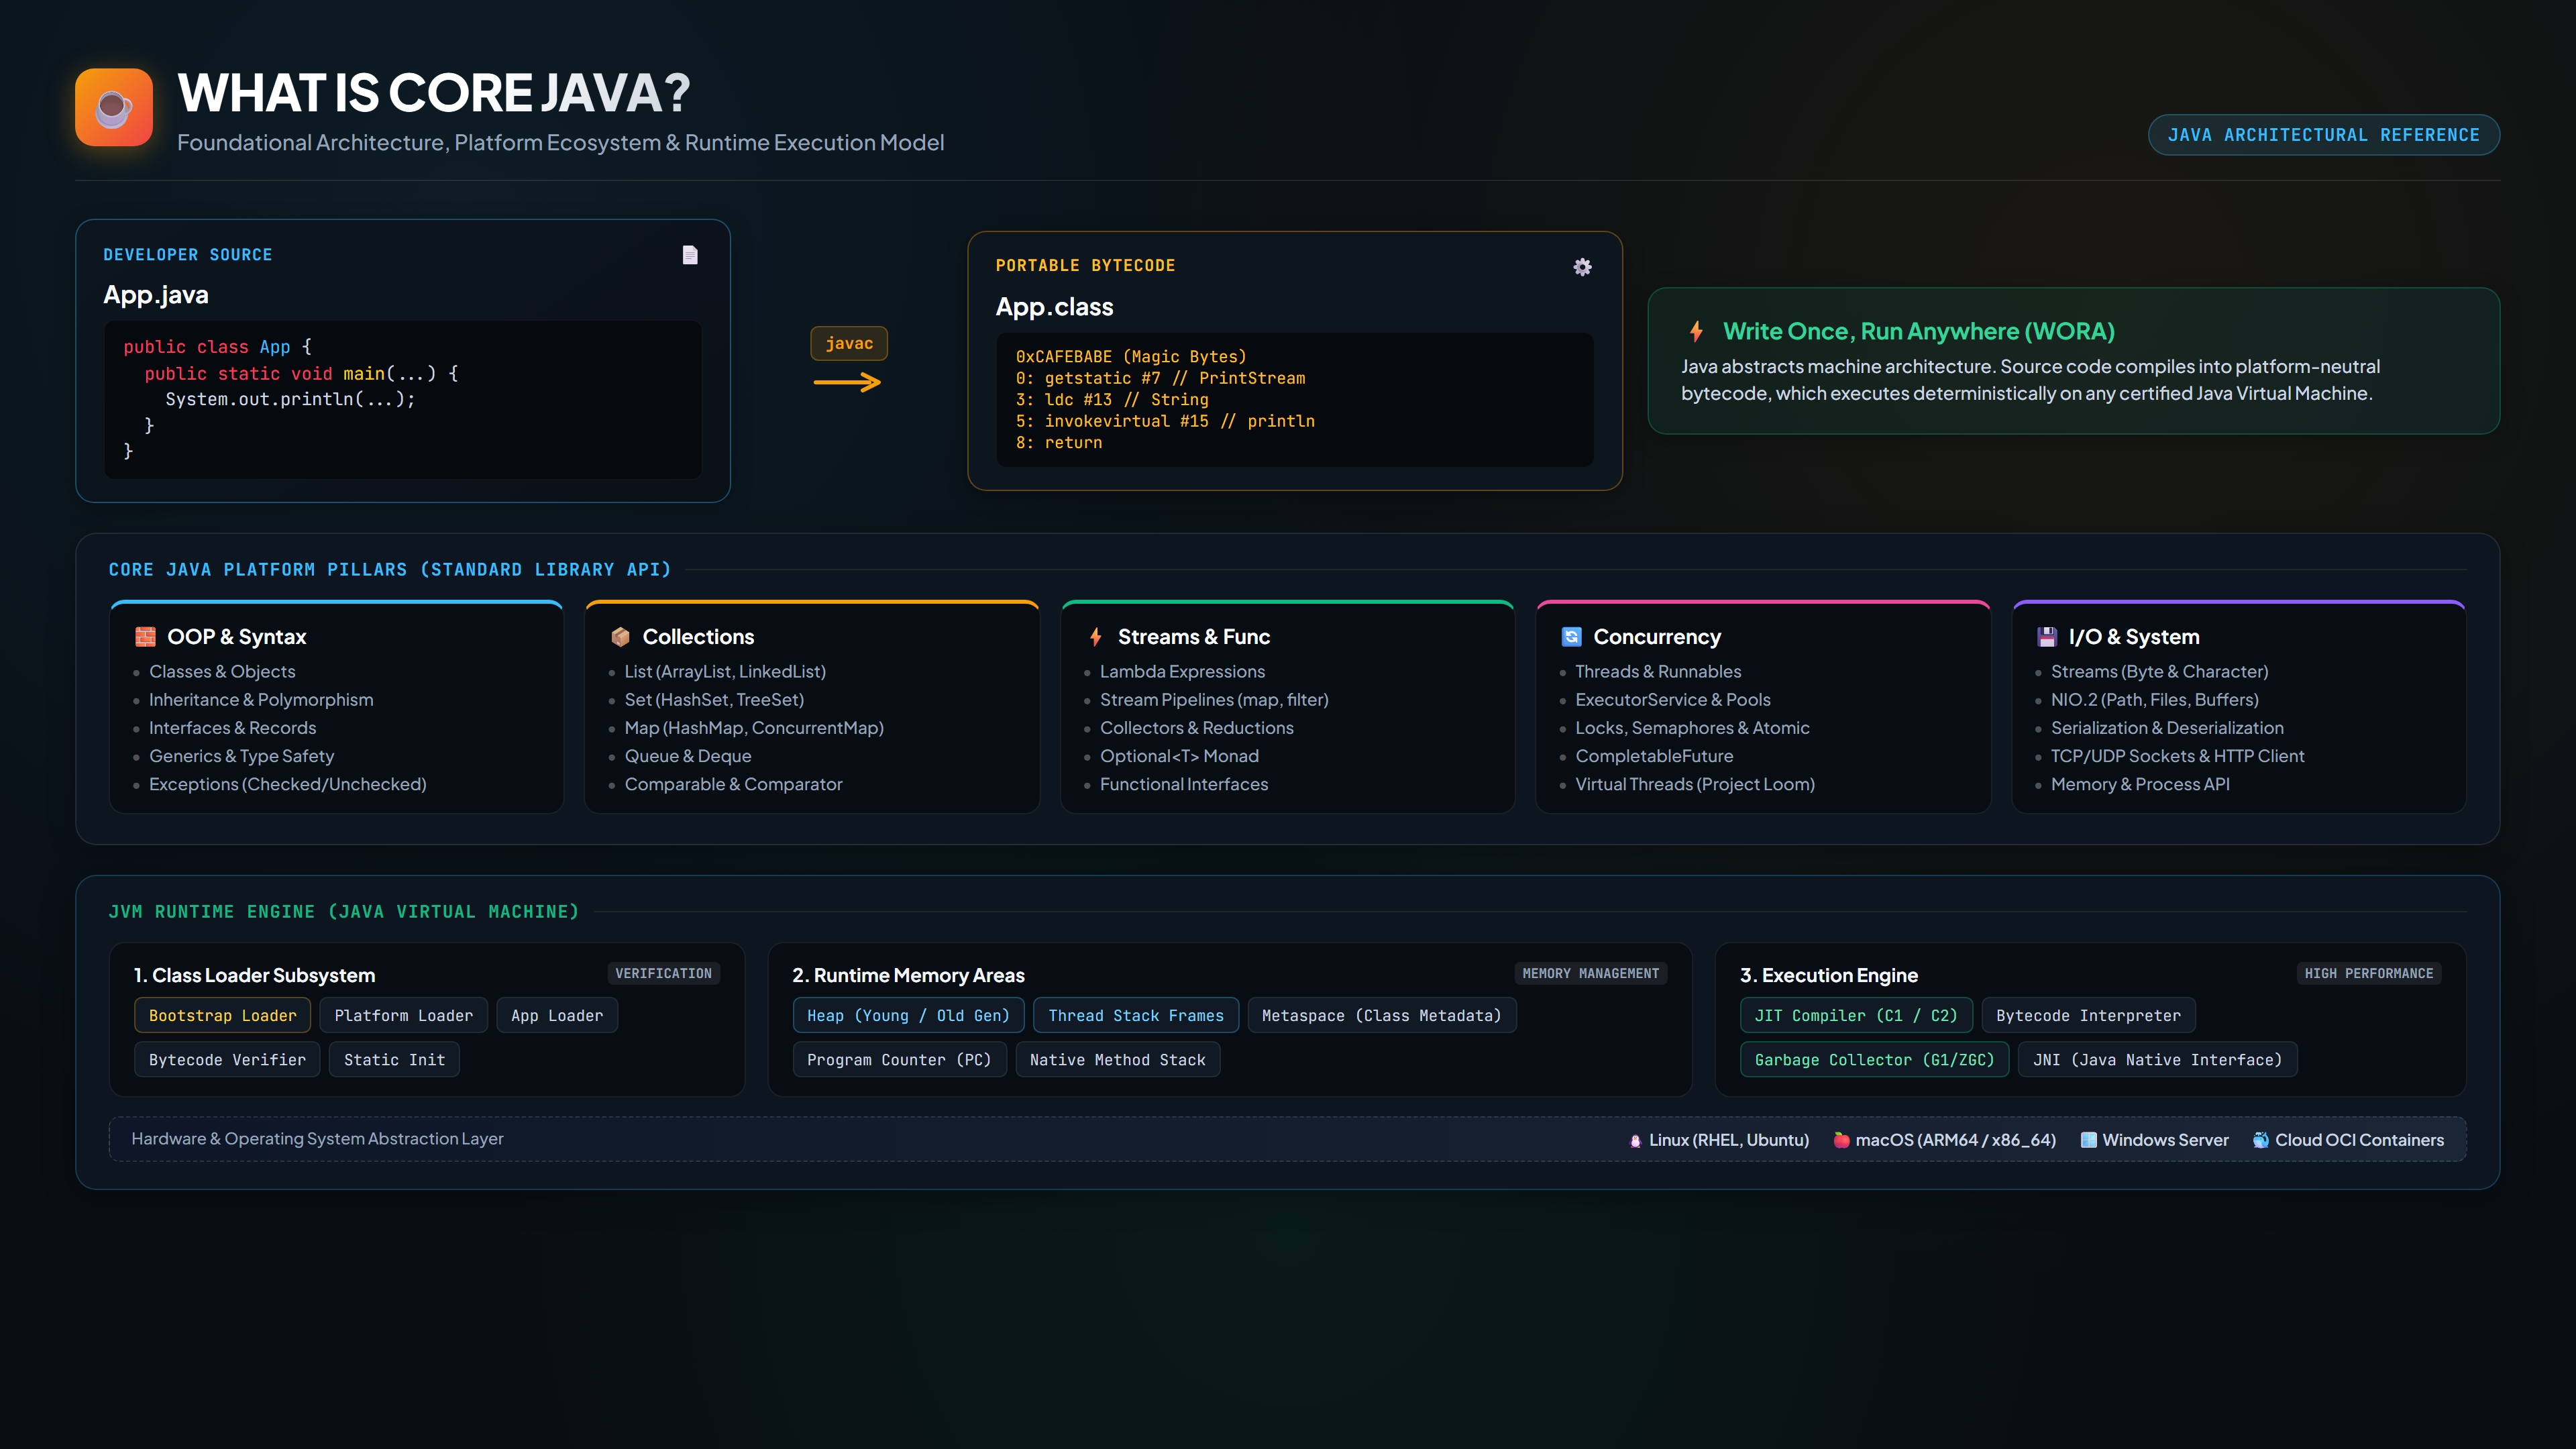 WHAT IS CORE JAVA?
Foundational Architecture, Platform Ecosystem & Runtime Execution Model
JAVA ARCHITECTURAL REFERENCE
DEVELOPER SOURCE
App.java
public class App {
  public static void main(...) {
    System.out.println(...);
  }
}
javac
PORTABLE BYTECODE
App.class
0xCAFEBABE (Magic Bytes)
0: getstatic #7 // PrintStream
3: ldc #13 // String
5: invokevirtual #15 // println
8: return
Write Once, Run Anywhere (WORA)
Java abstracts machine architecture. Source code compiles into platform-neutral
bytecode, which executes deterministically on any certified Java Virtual Machine.
CORE JAVA PLATFORM PILLARS (STANDARD LIBRARY API)
OOP & Syntax
Classes & Objects
Inheritance & Polymorphism
Interfaces & Records
Generics & Type Safety
Exceptions (Checked/Unchecked)
Collections
List (ArrayList, LinkedList)
Set (HashSet, TreeSet)
Map (HashMap, ConcurrentMap)
Queue & Deque
Comparable & Comparator
Streams & Func
Lambda Expressions
Stream Pipelines (map, filter)
Collectors & Reductions
Optional<T> Monad
Functional Interfaces
Concurrency
Threads & Runnables
ExecutorService & Pools
Locks, Semaphores & Atomic
CompletableFuture
Virtual Threads (Project Loom)
I/O & System
Streams (Byte & Character)
NIO.2 (Path, Files, Buffers)
Serialization & Deserialization
TCP/UDP Sockets & HTTP Client
Memory & Process API
JVM RUNTIME ENGINE (JAVA VIRTUAL MACHINE)
1. Class Loader Subsystem
VERIFICATION
Bootstrap Loader
Platform Loader
App Loader
Bytecode Verifier
Static Init
2. Runtime Memory Areas
MEMORY MANAGEMENT
Heap (Young / Old Gen)
Thread Stack Frames
Metaspace (Class Metadata)
Program Counter (PC)
Native Method Stack
3. Execution Engine
HIGH PERFORMANCE
JIT Compiler (C1 / C2)
Bytecode Interpreter
Garbage Collector (G1/ZGC)
JNI (Java Native Interface)
Hardware & Operating System Abstraction Layer
Linux (RHEL, Ubuntu)
macOS (ARM64 / x86_64)
Windows Server
Cloud OCI Containers